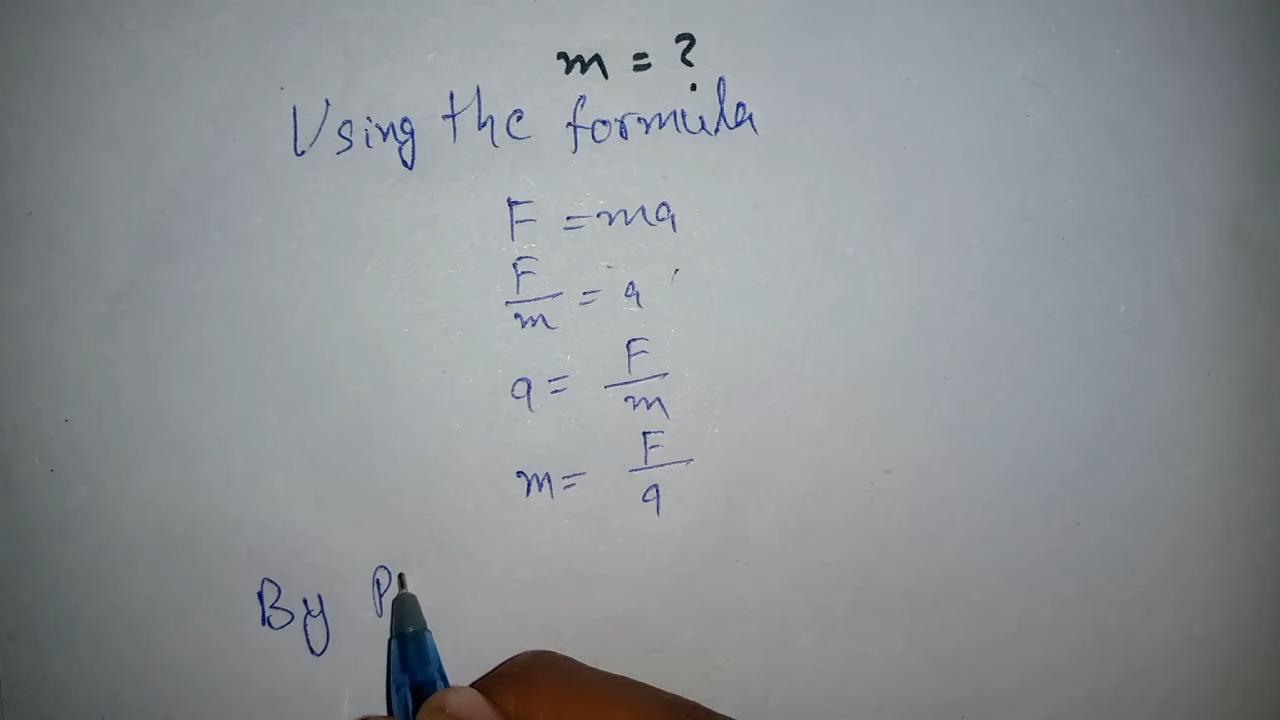 m = ?
Using the formula
F = ma
F/m = a
a = F/m
m = F/a
By P